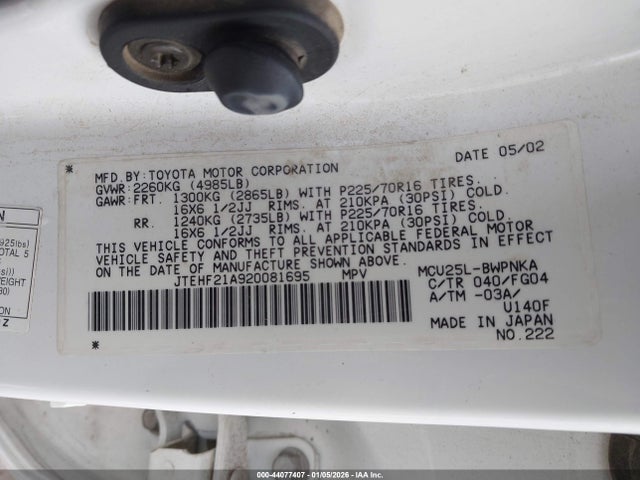 DATE 05/02
MFD.BY:TOYOTA MOTOR CORPORATION
GVWR:2260KG (4985LB)
GAWR:FRT. 1300KG (2865LB) WITH P225/70R16 TIRES.
16X6 1/2JJ RIMS. AT 210KPA (30PSI) COLD.
RR. 1240KG (2735LB) WITH P225/70R16 TIRES.
16X6 1/2JJ RIMS. AT 210KPA (30PSI) COLD.
THIS VEHICLE CONFORMS TO ALL APPLICABLE FEDERAL MOTOR
VEHICLE SAFETY AND THEFT PREVENTION STANDARDS IN EFFECT
ON THE DATE OF MANUFACTURE SHOWN ABOVE.
JTEHF21A920081695 MPV
MCU25L-BWPNKA
C/TR 040/FG04
A/TM -03A/
U140F
MADE IN JAPAN
NO.222
* *
N
25lbs)
OTAL 5
WEIGHT
Z
000-44077407 - 01/05/2026 - IAA Inc.